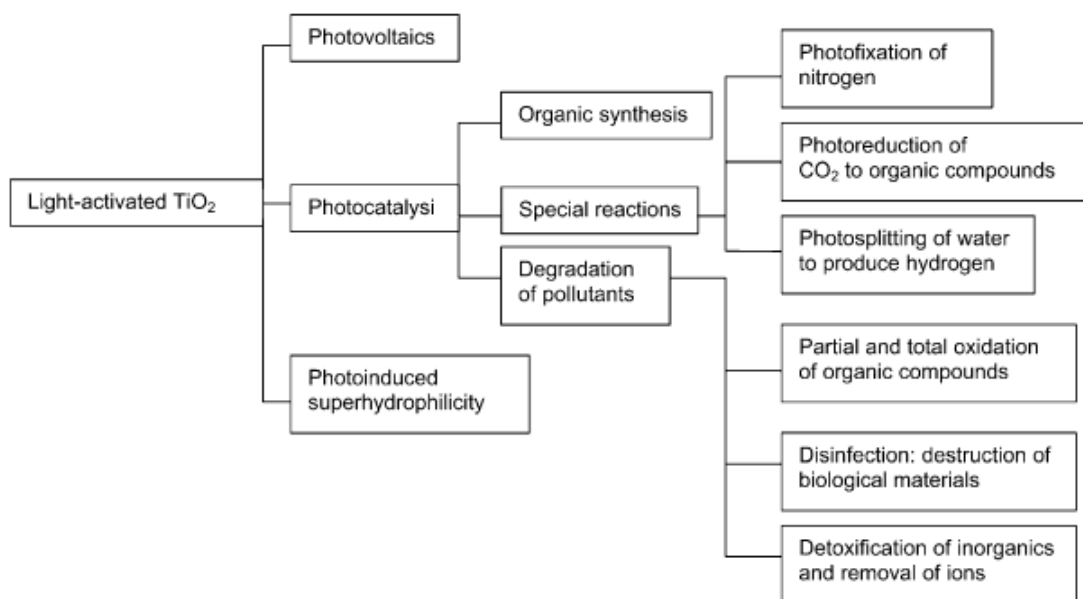 Photovoltaics
Photofixation of
nitrogen
Organic synthesis
Photoreduction of
CO₂ to organic compounds
Light-activated TiO₂
Photocatalysi
Special reactions
Photosplitting of water
to produce hydrogen
Degradation
of pollutants
Partial and total oxidation
of organic compounds
Photoinduced
superhydrophilicity
Disinfection: destruction of
biological materials
Detoxification of inorganics
and removal of ions